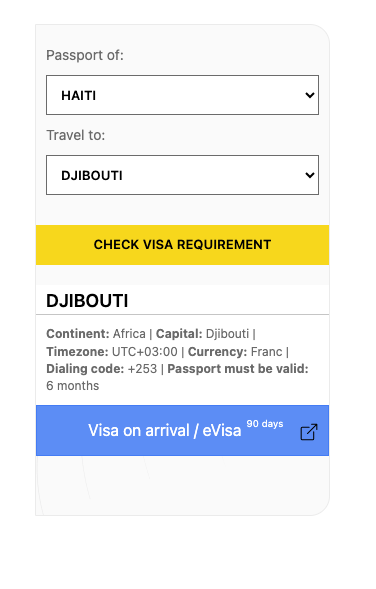 Passport of:
HAITI
Travel to:
DJIBOUTI
CHECK VISA REQUIREMENT
DJIBOUTI
Continent: Africa | Capital: Djibouti |
Timezone: UTC+03:00 | Currency: Franc |
Dialing code: +253 | Passport must be valid:
6 months
Visa on arrival / eVisa 90 days